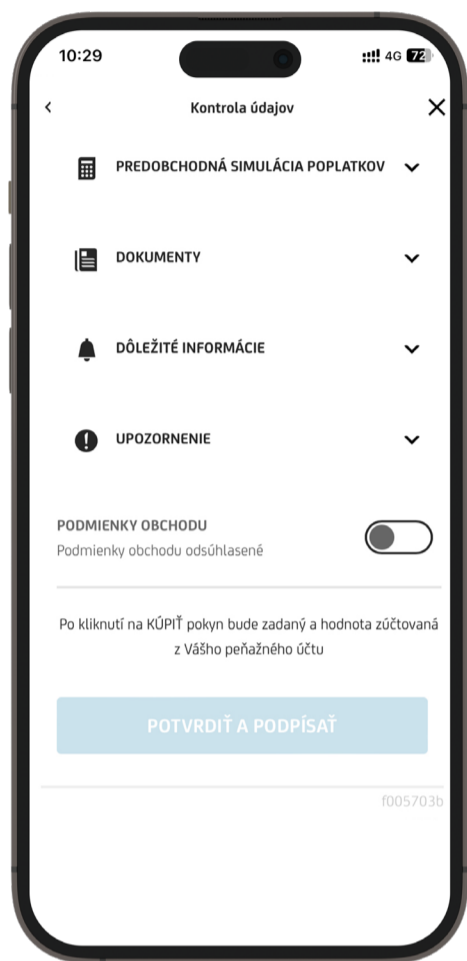 10:29
4G 72
Kontrola údajov
PREDOBCHODNÁ SIMULÁCIA POPLATKOV
DOKUMENTY
DÔLEŽITÉ INFORMÁCIE
UPOZORNENIE
PODMIENKY OBCHODU
Podmienky obchodu odsúhlasené
Po kliknutí na KÚPIŤ pokyn bude zadaný a hodnota zúčtovaná
z Vášho peňažného účtu
POTVRDIŤ A PODPÍSAŤ
f005703b